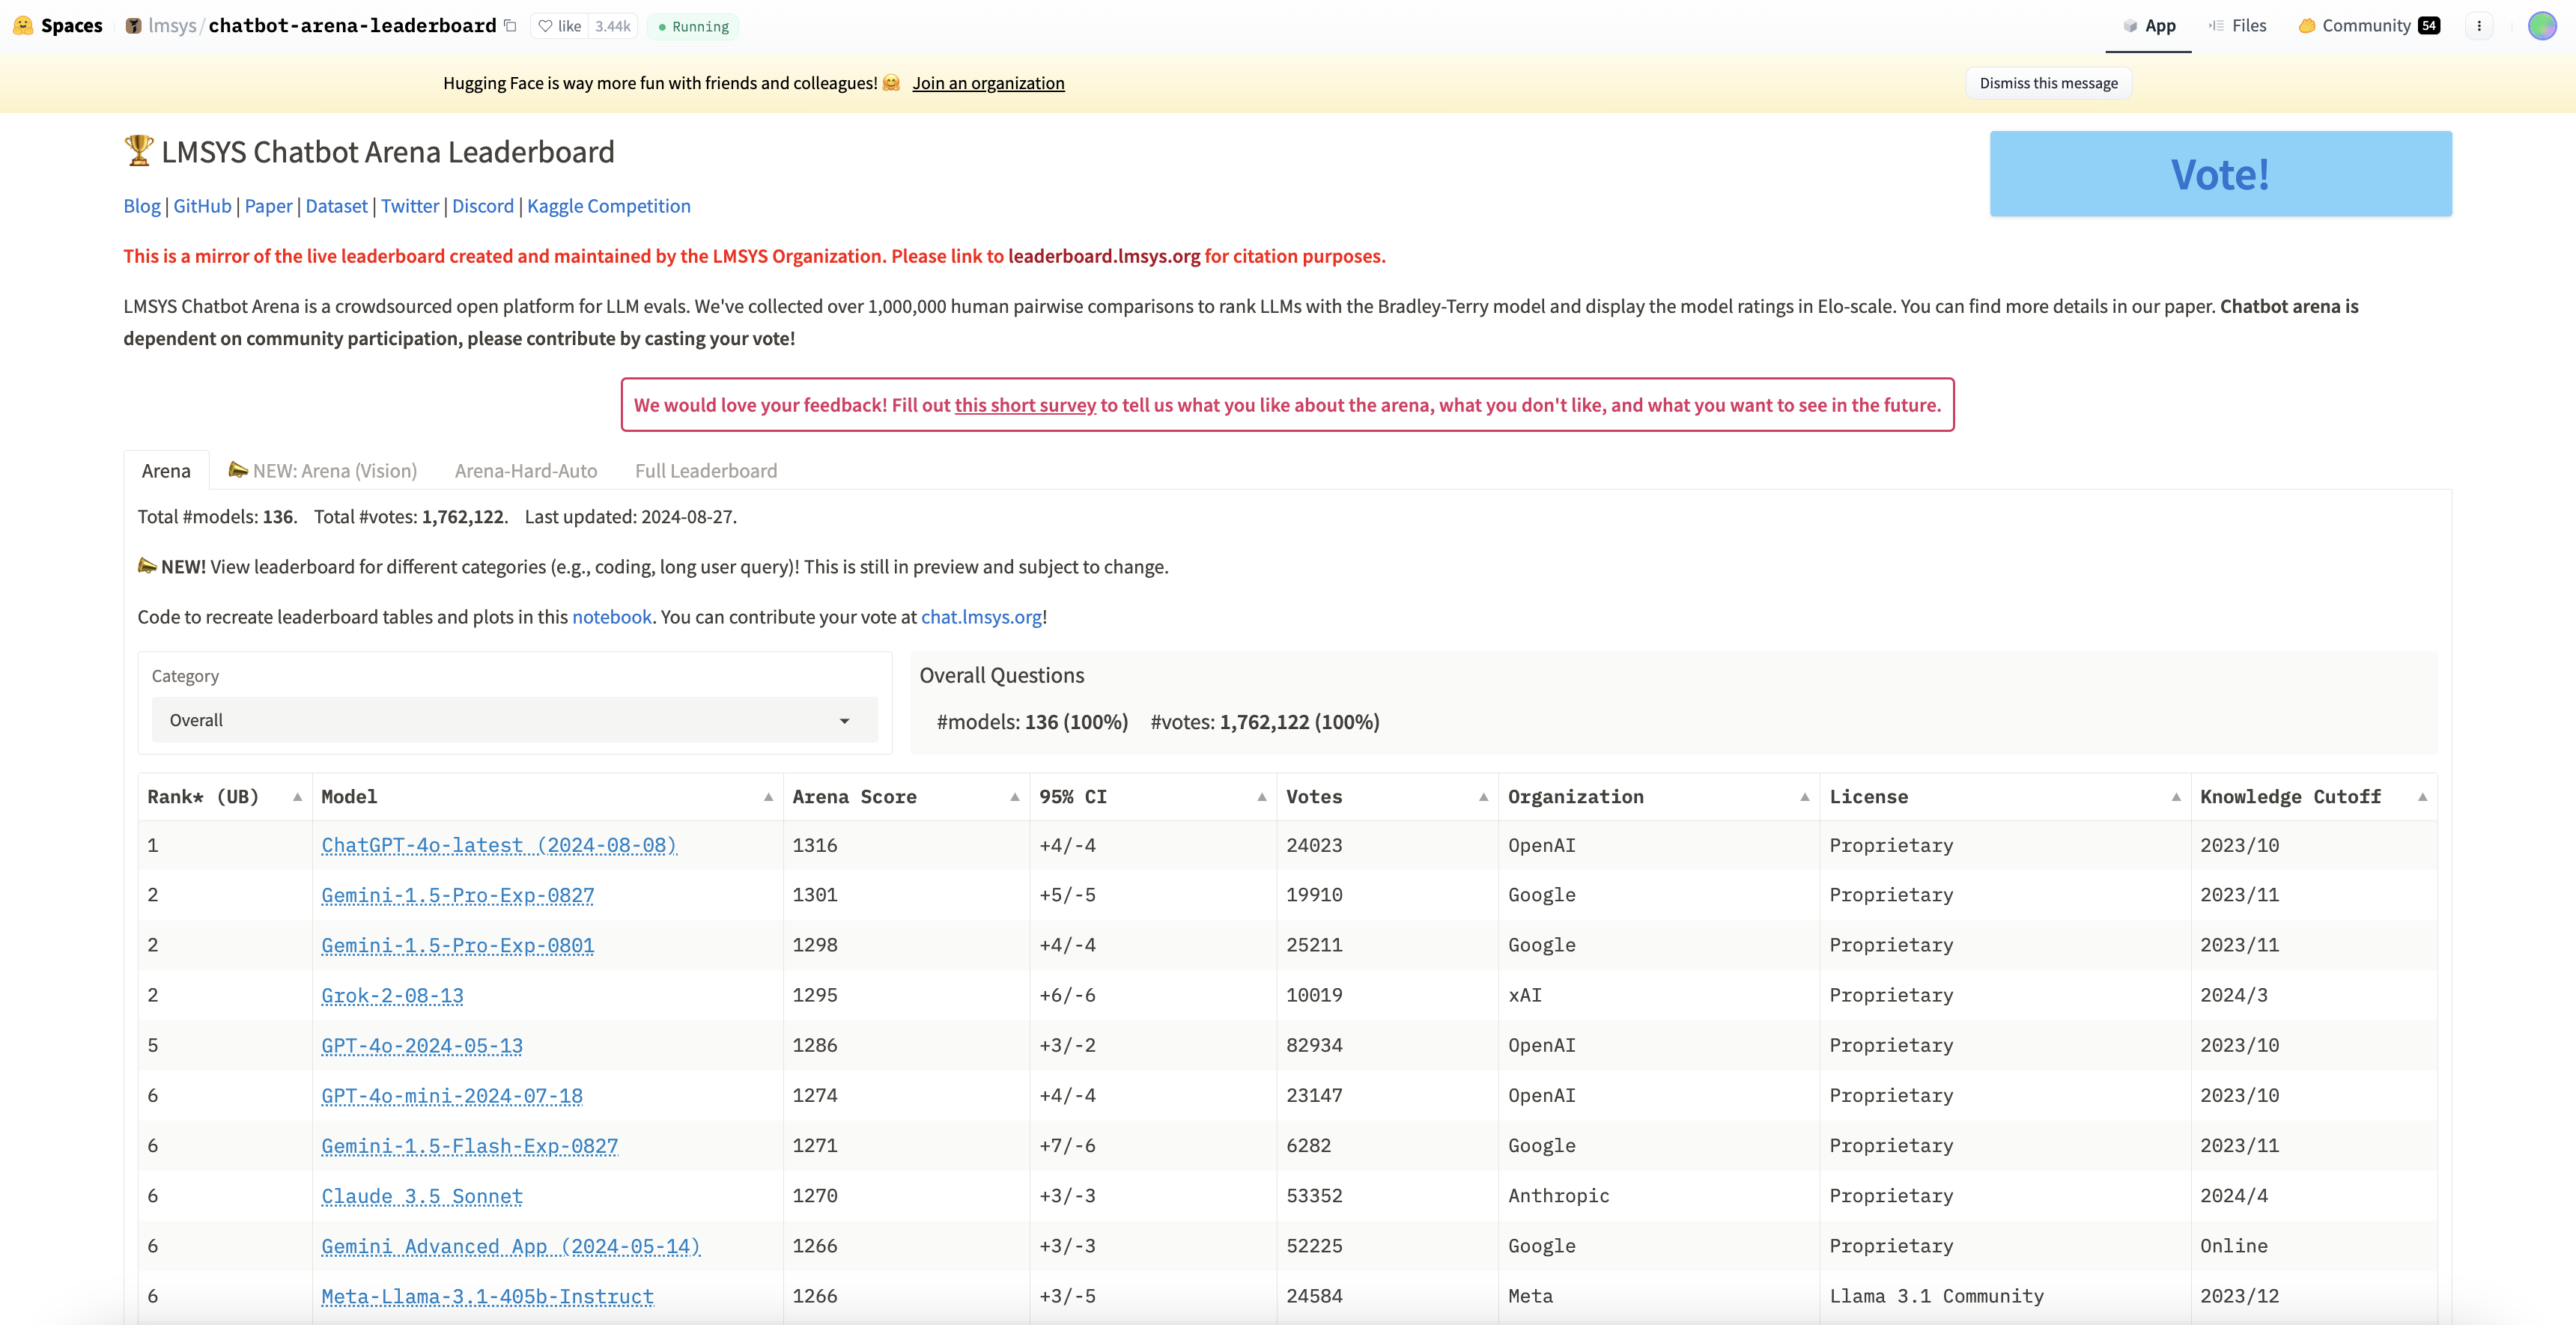 Spaces lmsys/chatbot-arena-leaderboard like 3.44k Running App Files Community 54
Hugging Face is way more fun with friends and colleagues! 🤗 Join an organization Dismiss this message
🏆 LMSYS Chatbot Arena Leaderboard
Vote!
Blog | GitHub | Paper | Dataset | Twitter | Discord | Kaggle Competition
This is a mirror of the live leaderboard created and maintained by the LMSYS Organization. Please link to leaderboard.lmsys.org for citation purposes.
LMSYS Chatbot Arena is a crowdsourced open platform for LLM evals. We've collected over 1,000,000 human pairwise comparisons to rank LLMs with the Bradley-Terry model and display the model ratings in Elo-scale. You can find more details in our paper. Chatbot arena is
dependent on community participation, please contribute by casting your vote!
We would love your feedback! Fill out this short survey to tell us what you like about the arena, what you don't like, and what you want to see in the future.
Arena 📣 NEW: Arena (Vision) Arena-Hard-Auto Full Leaderboard
Total #models: 136. Total #votes: 1,762,122. Last updated: 2024-08-27.
📣 NEW! View leaderboard for different categories (e.g., coding, long user query)! This is still in preview and subject to change.
Code to recreate leaderboard tables and plots in this notebook. You can contribute your vote at chat.lmsys.org!
Category
Overall
Overall Questions
#models: 136 (100%) #votes: 1,762,122 (100%)
Rank* (UB) Model Arena Score 95% CI Votes Organization License Knowledge Cutoff
1 ChatGPT-4o-latest (2024-08-08) 1316 +4/-4 24023 OpenAI Proprietary 2023/10
2 Gemini-1.5-Pro-Exp-0827 1301 +5/-5 19910 Google Proprietary 2023/11
2 Gemini-1.5-Pro-Exp-0801 1298 +4/-4 25211 Google Proprietary 2023/11
2 Grok-2-08-13 1295 +6/-6 10019 xAI Proprietary 2024/3
5 GPT-4o-2024-05-13 1286 +3/-2 82934 OpenAI Proprietary 2023/10
6 GPT-4o-mini-2024-07-18 1274 +4/-4 23147 OpenAI Proprietary 2023/10
6 Gemini-1.5-Flash-Exp-0827 1271 +7/-6 6282 Google Proprietary 2023/11
6 Claude 3.5 Sonnet 1270 +3/-3 53352 Anthropic Proprietary 2024/4
6 Gemini Advanced App (2024-05-14) 1266 +3/-3 52225 Google Proprietary Online
6 Meta-Llama-3.1-405b-Instruct 1266 +3/-5 24584 Meta Llama 3.1 Community 2023/12